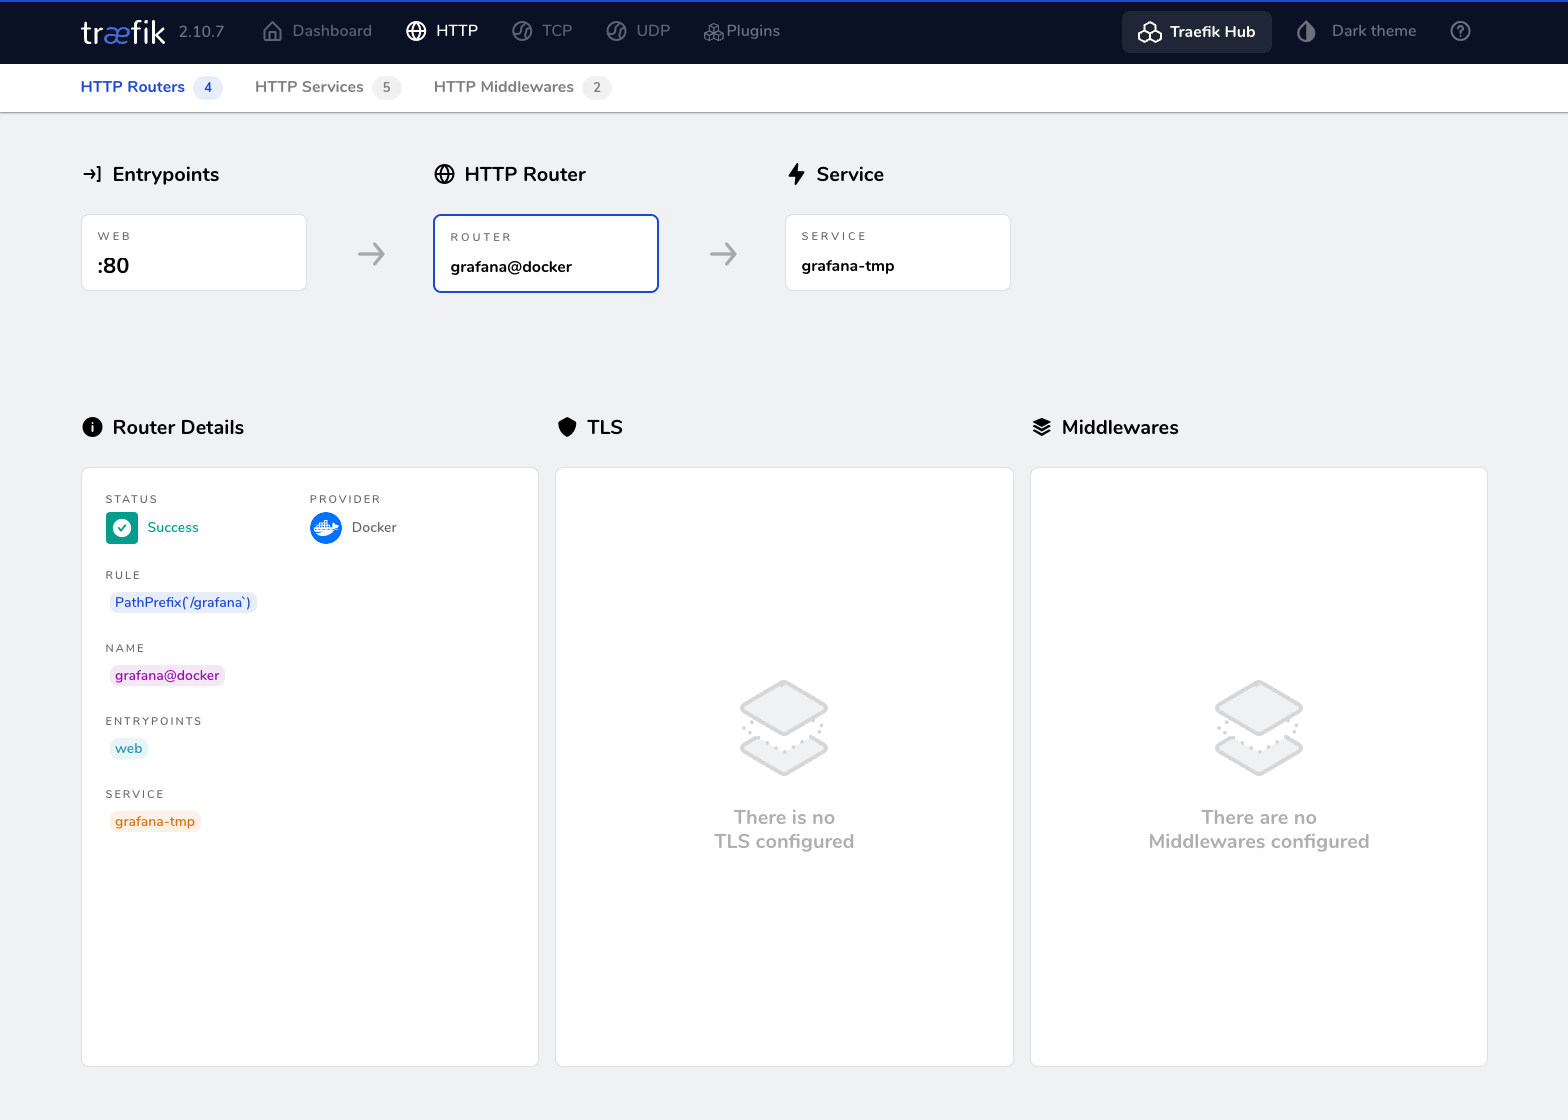 træfik 2.10.7 Dashboard HTTP TCP UDP Plugins Traefik Hub Dark theme
HTTP Routers 4 HTTP Services 5 HTTP Middlewares 2
Entrypoints
WEB
:80
HTTP Router
ROUTER
grafana@docker
Service
SERVICE
grafana-tmp
Router Details
STATUS
Success
PROVIDER
Docker
RULE
PathPrefix(`/grafana`)
NAME
grafana@docker
ENTRYPOINTS
web
SERVICE
grafana-tmp
TLS
There is no
TLS configured
Middlewares
There are no
Middlewares configured